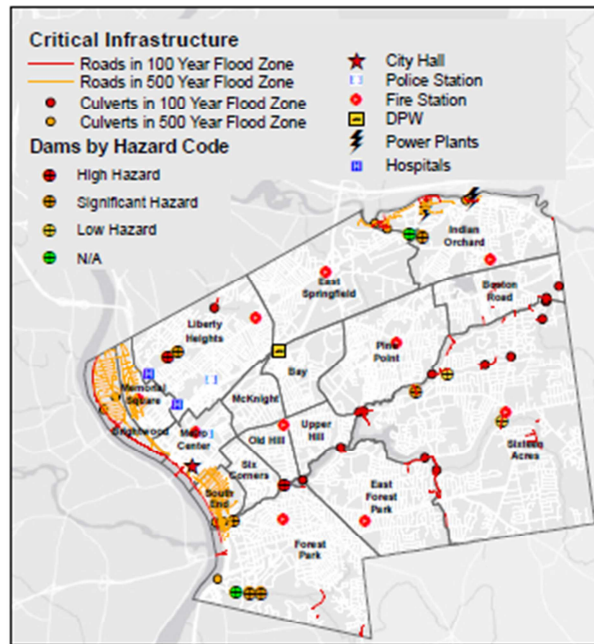 Critical Infrastructure
Roads in 100 Year Flood Zone
Roads in 500 Year Flood Zone
Culverts in 100 Year Flood Zone
Culverts in 500 Year Flood Zone
Dams by Hazard Code
High Hazard
Significant Hazard
Low Hazard
N/A
City Hall
Police Station
Fire Station
DPW
Power Plants
Hospitals
Indian
Orchard
East
Springfield
Boston
Road
Liberty
Heights
Pine
Point
Bay
Memorial
Square
McKnight
Brightwood
Metro
Center
Old Hill
Upper
Hill
Sixteen
Acres
Six
Corners
South
End
East
Forest
Park
Forest
Park